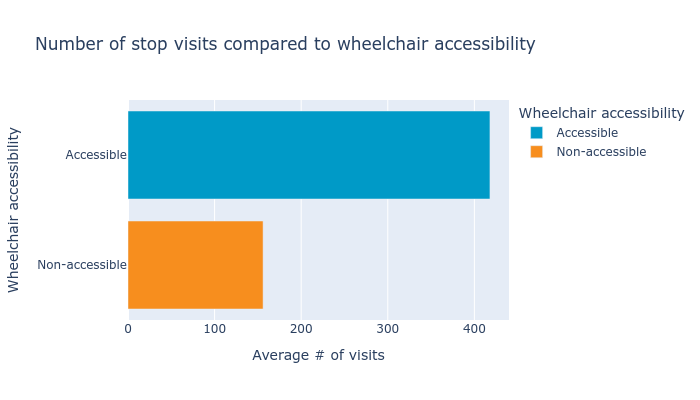 Number of stop visits compared to wheelchair accessibility
Wheelchair accessibility
Accessible
Non-accessible
0 100 200 300 400
Average # of visits
Wheelchair accessibility
Accessible
Non-accessible